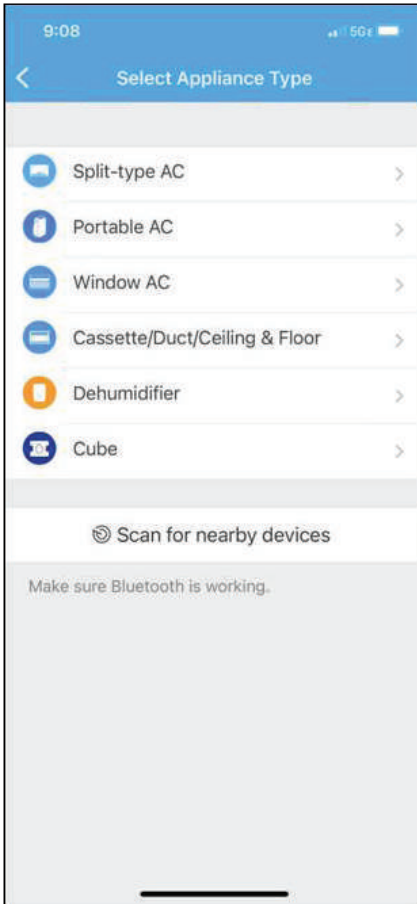 9:08
5GE
Select Appliance Type
Split-type AC
Portable AC
Window AC
Cassette/Duct/Ceiling & Floor
Dehumidifier
Cube
Scan for nearby devices
Make sure Bluetooth is working.